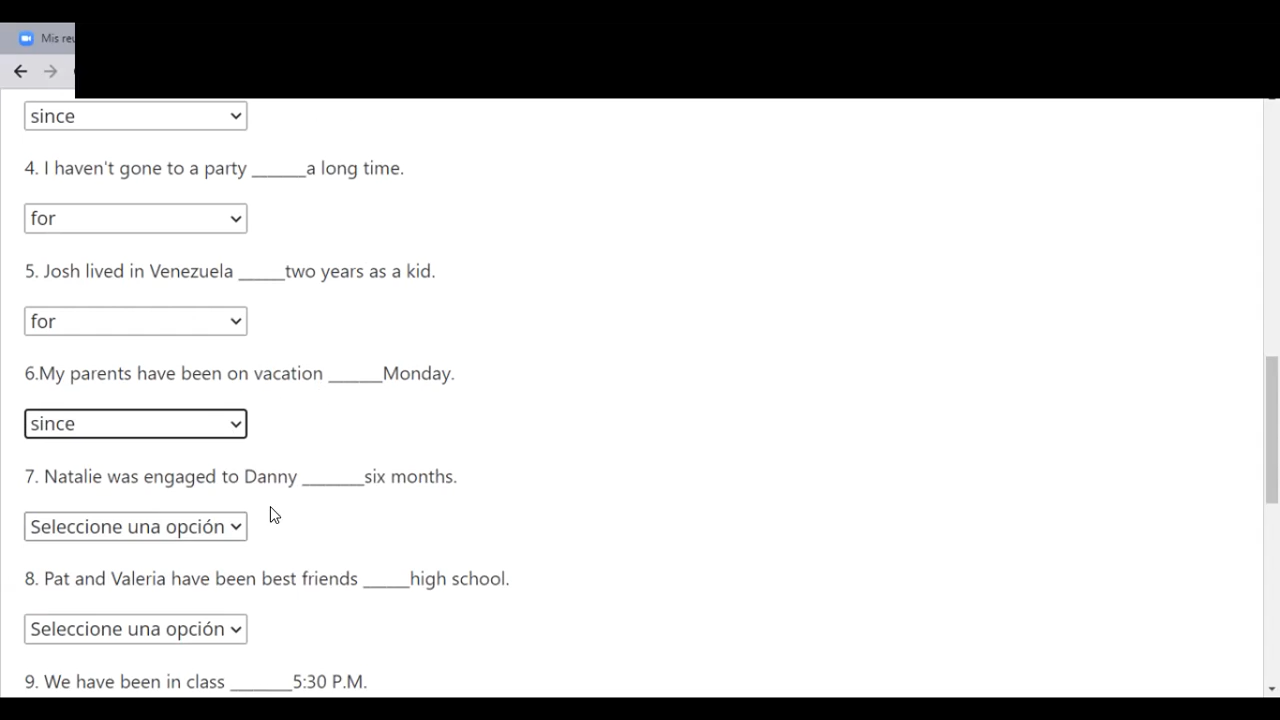 Mis reu
since
4. I haven't gone to a party ______a long time.
for
5. Josh lived in Venezuela _____two years as a kid.
for
6.My parents have been on vacation ______Monday.
since
7. Natalie was engaged to Danny _______six months.
Seleccione una opción
8. Pat and Valeria have been best friends _____high school.
Seleccione una opción
9. We have been in class _______5:30 P.M.